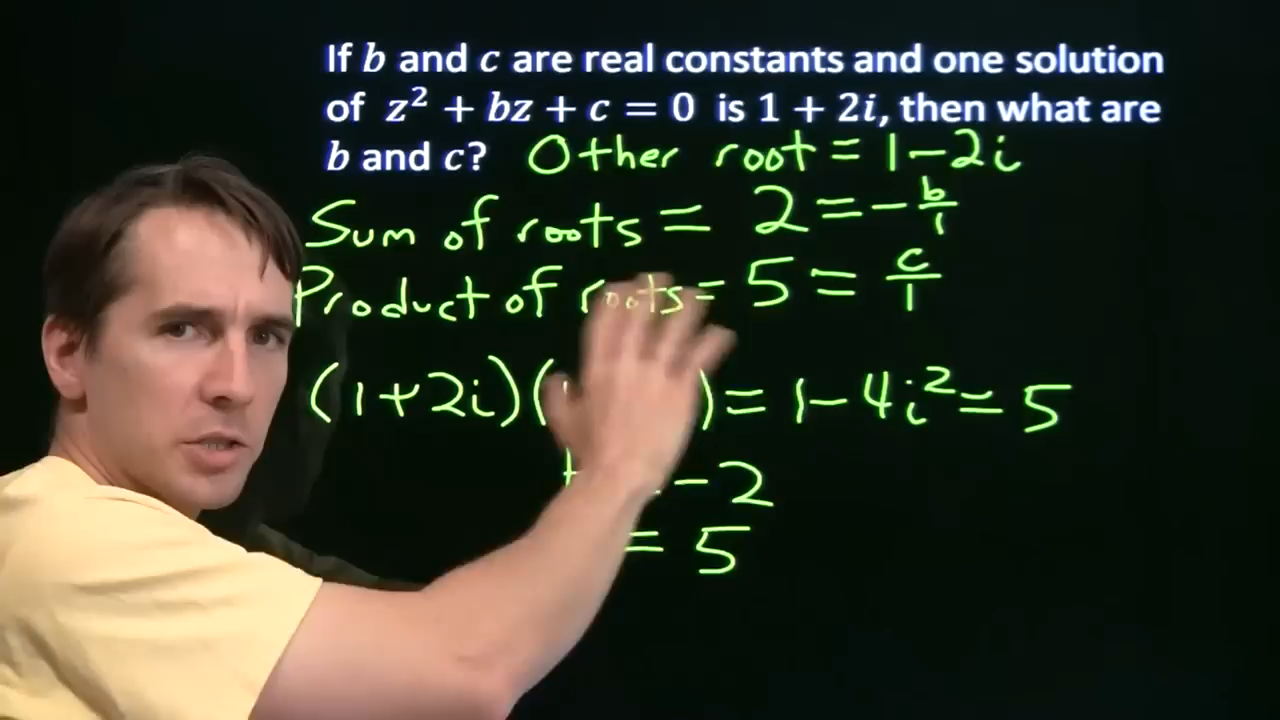 If b and c are real constants and one solution
of z² + bz + c = 0 is 1 + 2i, then what are
b and c? Other root = 1-2i
Sum of roots = 2 = -b/1
Product of roots = 5 = c/1
(1+2i)( ) = 1-4i² = 5
-2
= 5